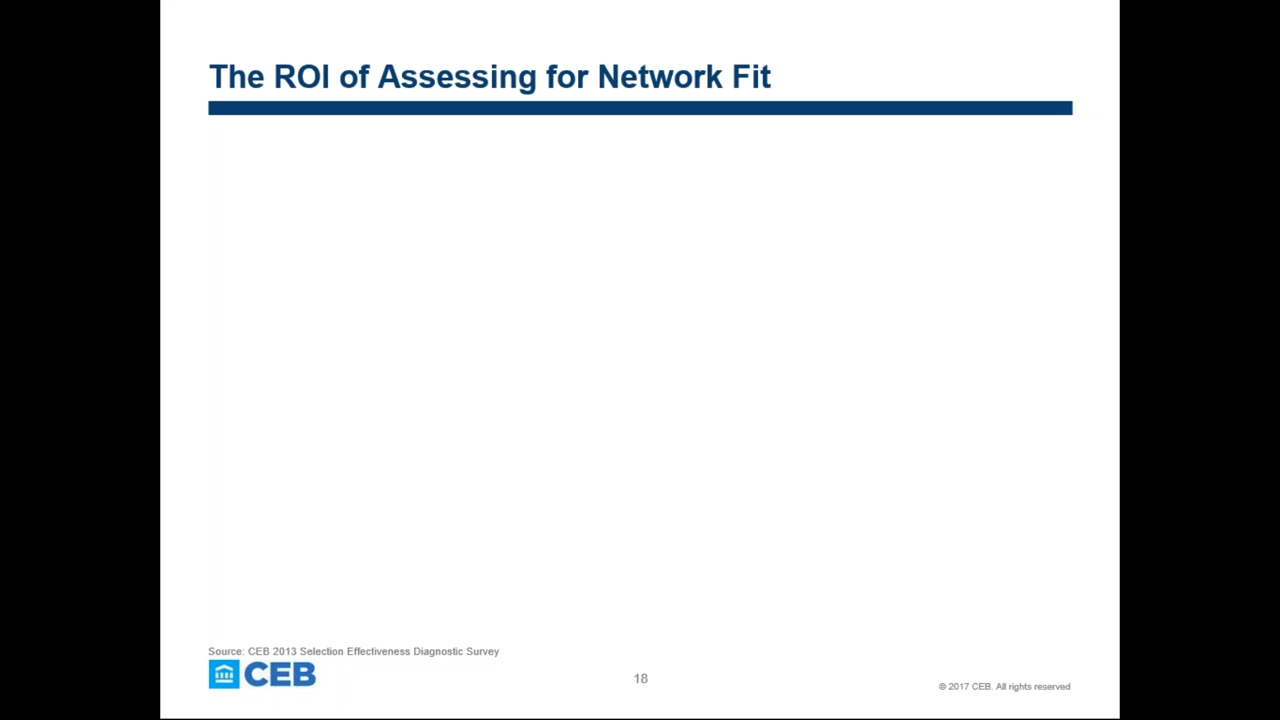 The ROI of Assessing for Network Fit
Source: CEB 2013 Selection Effectiveness Diagnostic Survey
CEB
18
© 2017 CEB. All rights reserved